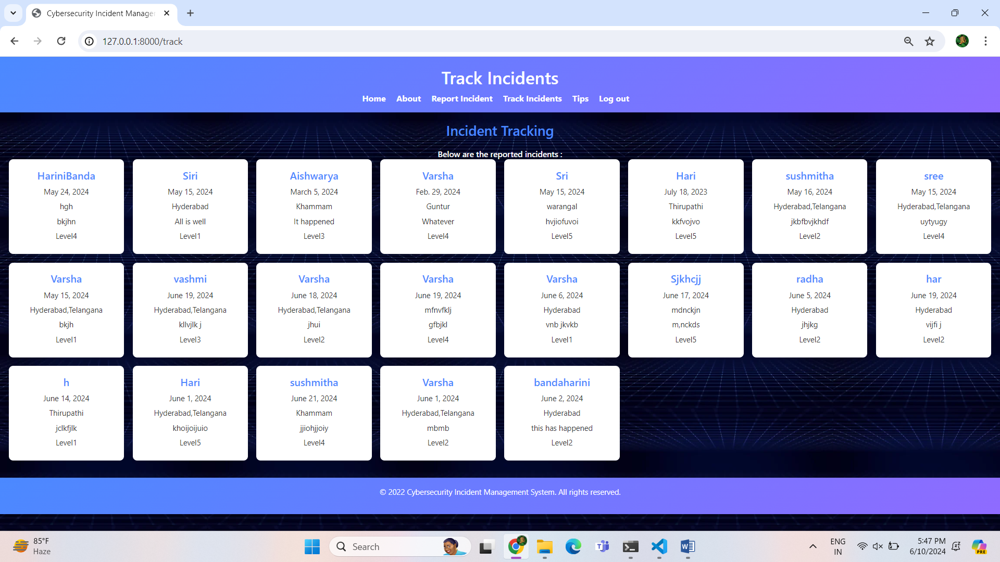 Cybersecurity Incident Manager
127.0.0.1:8000/track
Track Incidents
Home About Report Incident Track Incidents Tips Log out
Incident Tracking
Below are the reported incidents :
HariniBanda
May 24, 2024
hgh
bkjhn
Level4
Siri
May 15, 2024
Hyderabad
All is well
Level1
Aishwarya
March 5, 2024
Khammam
It happened
Level3
Varsha
Feb. 29, 2024
Guntur
Whatever
Level4
Sri
May 15, 2024
warangal
hvjiofuvoi
Level5
Hari
July 18, 2023
Thirupathi
kkfvojvo
Level5
sushmitha
May 16, 2024
Hyderabad,Telangana
jkbfbvjkhdf
Level2
sree
May 15, 2024
Hyderabad,Telangana
uytyugy
Level4
Varsha
May 15, 2024
Hyderabad,Telangana
bkjh
Level1
vashmi
June 19, 2024
Hyderabad,Telangana
kllvjlk j
Level3
Varsha
June 18, 2024
Hyderabad,Telangana
jhui
Level2
Varsha
June 19, 2024
mfnvfklj
gfbjkl
Level4
Varsha
June 6, 2024
Hyderabad
vnb jkvkb
Level1
Sjkhcjj
June 17, 2024
mdnckjn
m,nckds
Level5
radha
June 5, 2024
Hyderabad
jhjkg
Level2
har
June 19, 2024
Hyderabad
vijfi j
Level2
h
June 14, 2024
Thirupathi
jclkfjlk
Level1
Hari
June 1, 2024
Hyderabad,Telangana
khoijoijuio
Level5
sushmitha
June 21, 2024
Khammam
jjiohjjoiy
Level4
Varsha
June 1, 2024
Hyderabad,Telangana
mbmb
Level2
bandaharini
June 2, 2024
Hyderabad
this has happened
Level2
© 2022 Cybersecurity Incident Management System. All rights reserved.
85°F
Haze
Search
ENG
IN
5:47 PM
6/10/2024
PRE